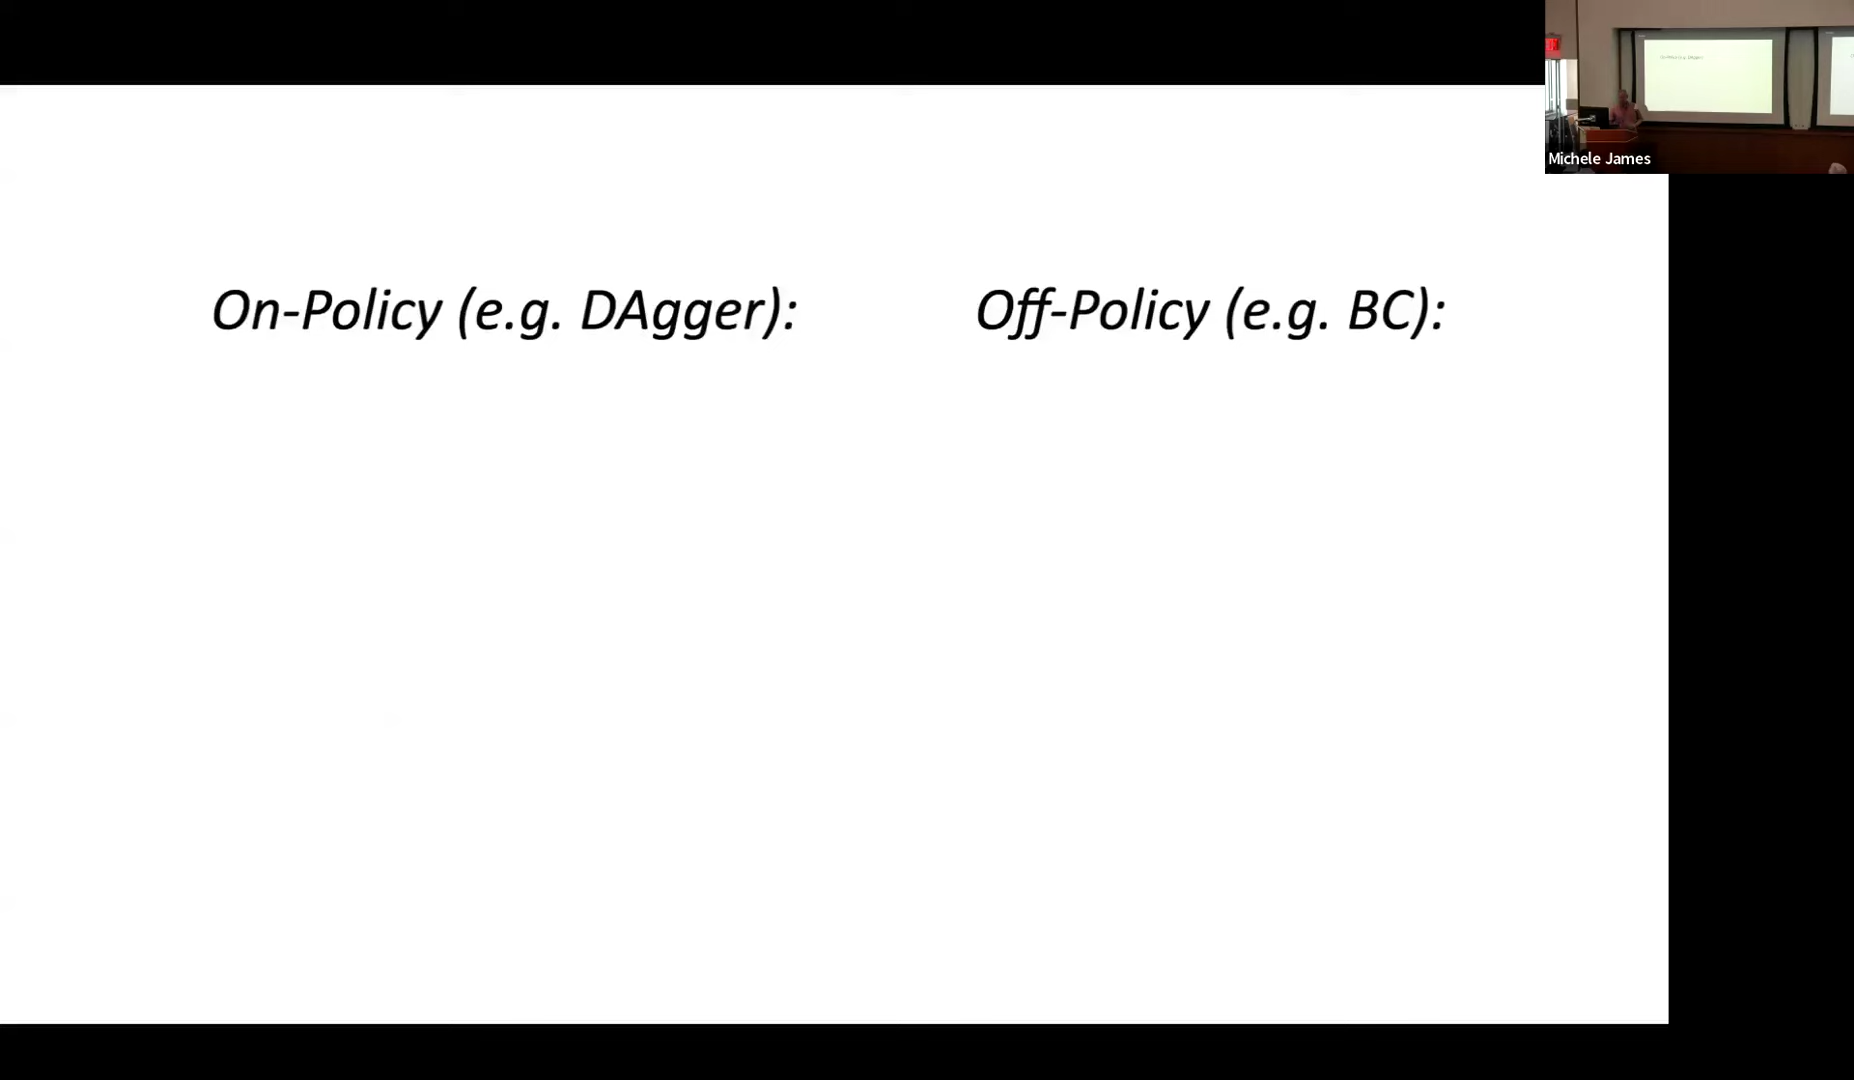 On-Policy (e.g. DAgger):
Off-Policy (e.g. BC):
Michele James